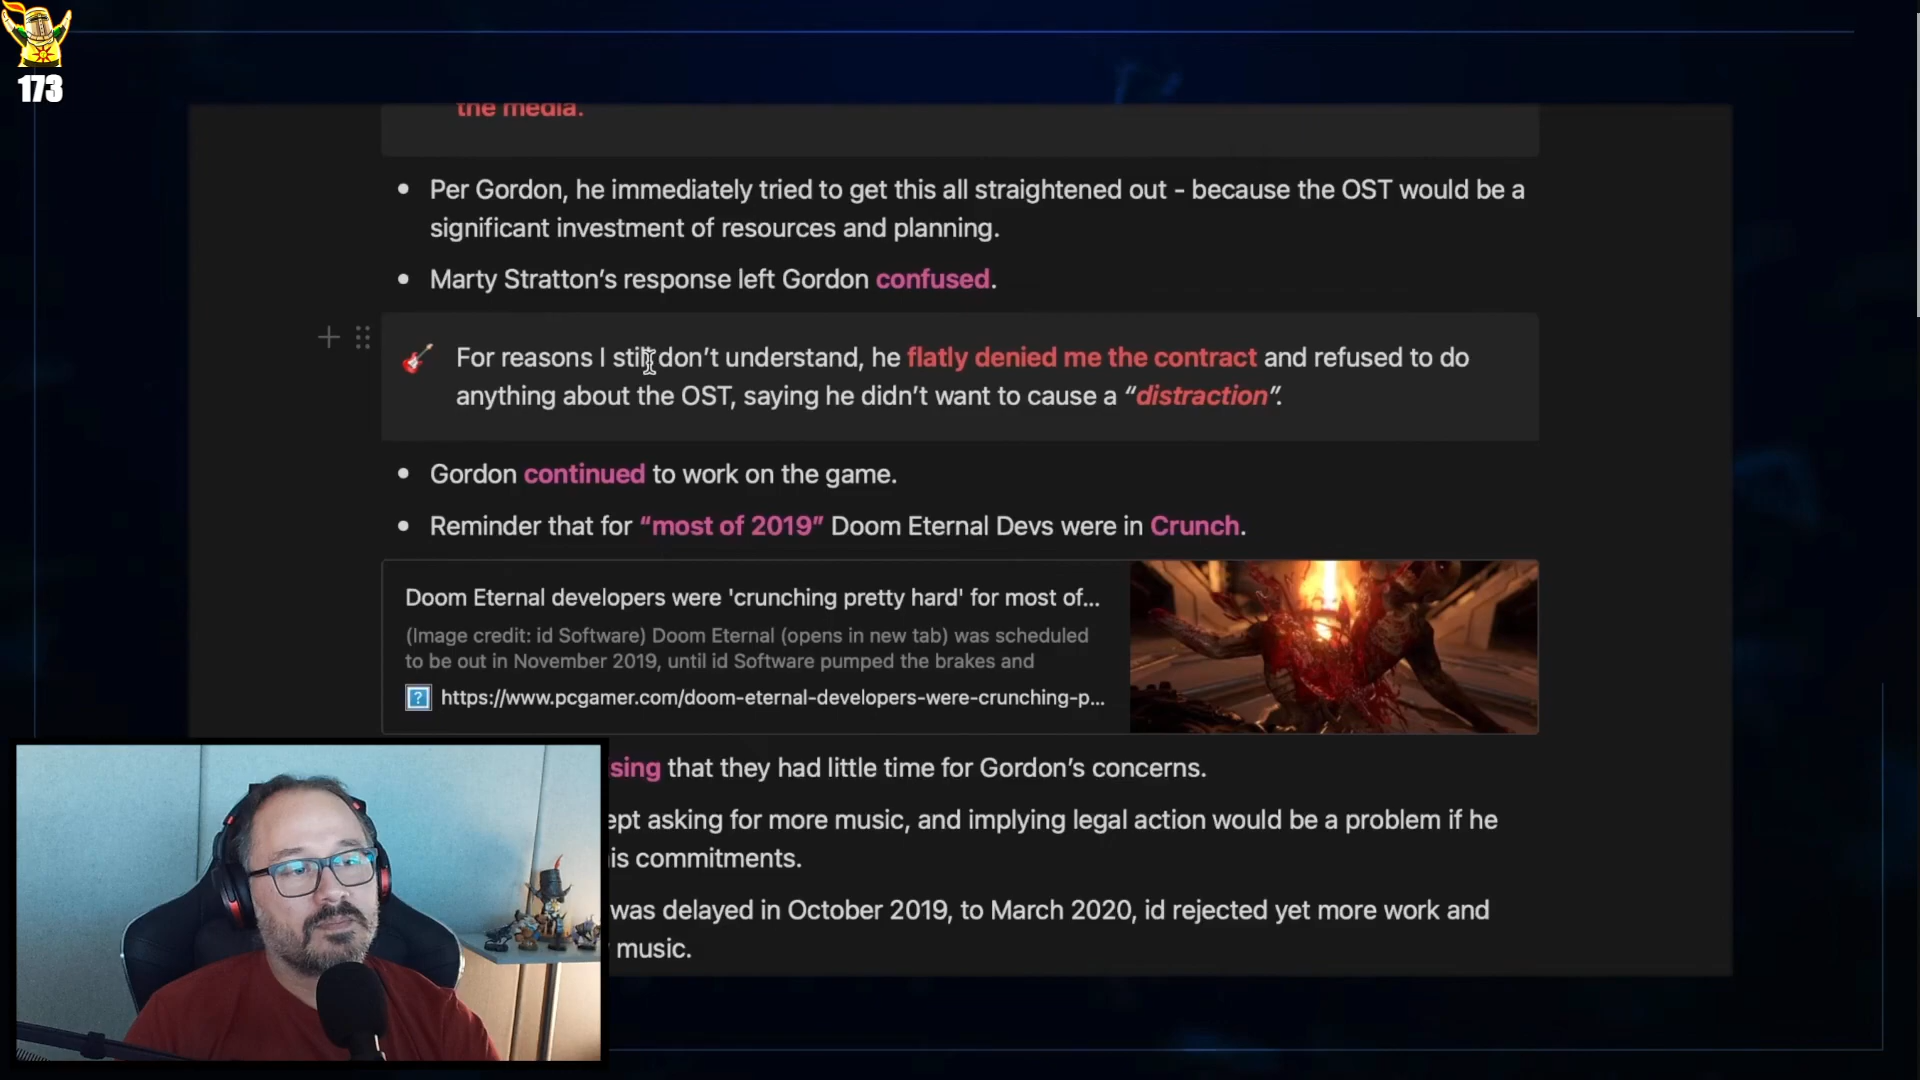 173
the media.
Per Gordon, he immediately tried to get this all straightened out - because the OST would be a
significant investment of resources and planning.
Marty Stratton’s response left Gordon confused.
For reasons I still don’t understand, he flatly denied me the contract and refused to do
anything about the OST, saying he didn’t want to cause a “distraction”.
Gordon continued to work on the game.
Reminder that for “most of 2019” Doom Eternal Devs were in Crunch.
Doom Eternal developers were 'crunching pretty hard' for most of...
(Image credit: id Software) Doom Eternal (opens in new tab) was scheduled
to be out in November 2019, until id Software pumped the brakes and
https://www.pcgamer.com/doom-eternal-developers-were-crunching-p...
sing that they had little time for Gordon’s concerns.
ept asking for more music, and implying legal action would be a problem if he
is commitments.
was delayed in October 2019, to March 2020, id rejected yet more work and
music.